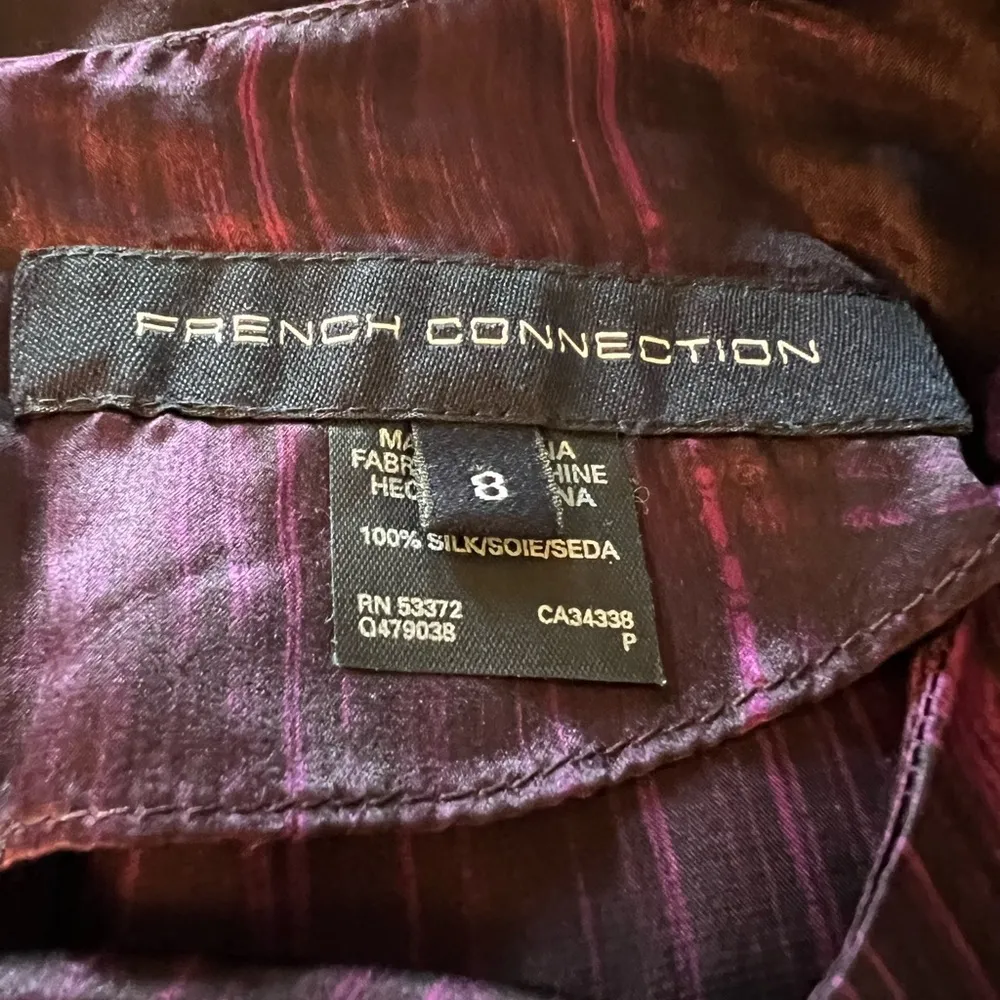 FRENCH CONNECTION
8
100% SILK/SOIE/SEDA
RN 53372 CA34338
Q479038 P